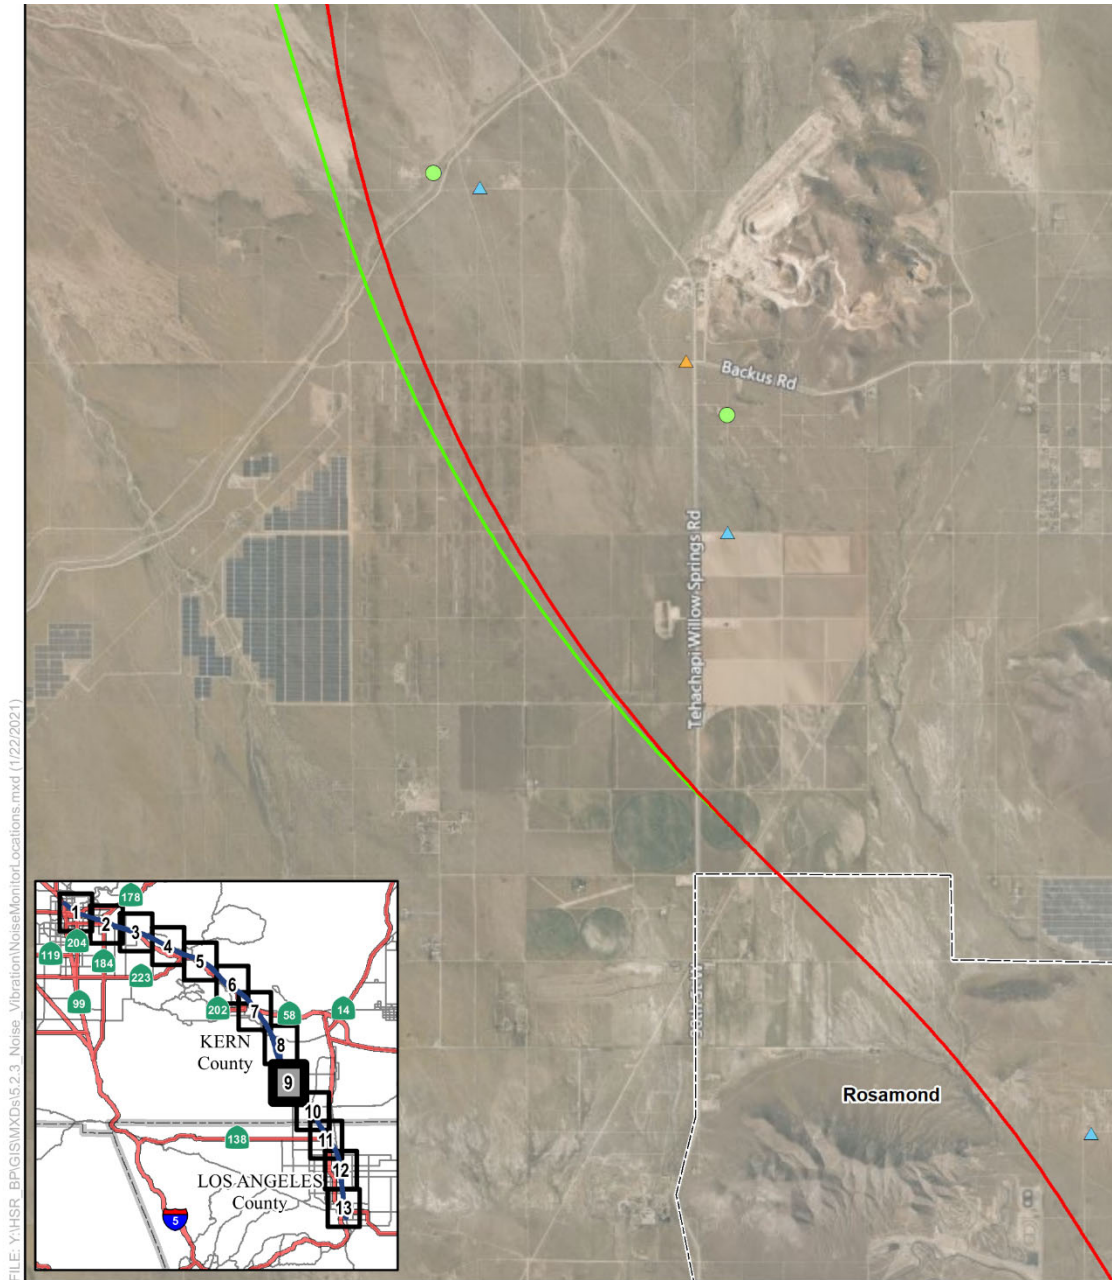 Backus Rd
Tehachapi Willow Springs Rd
90th St W
Rosamond
FILE: Y:\HSR_BP\GIS\MXDs\5.2.3_Noise_Vibration\NoiseMonitorLocations.mxd (1/22/2021)
178
1
2
3
204
4
119
184
223
5
6
99
202
7
58
14
KERN
County
8
9
10
11
138
12
LOS ANGELES
County
13
5